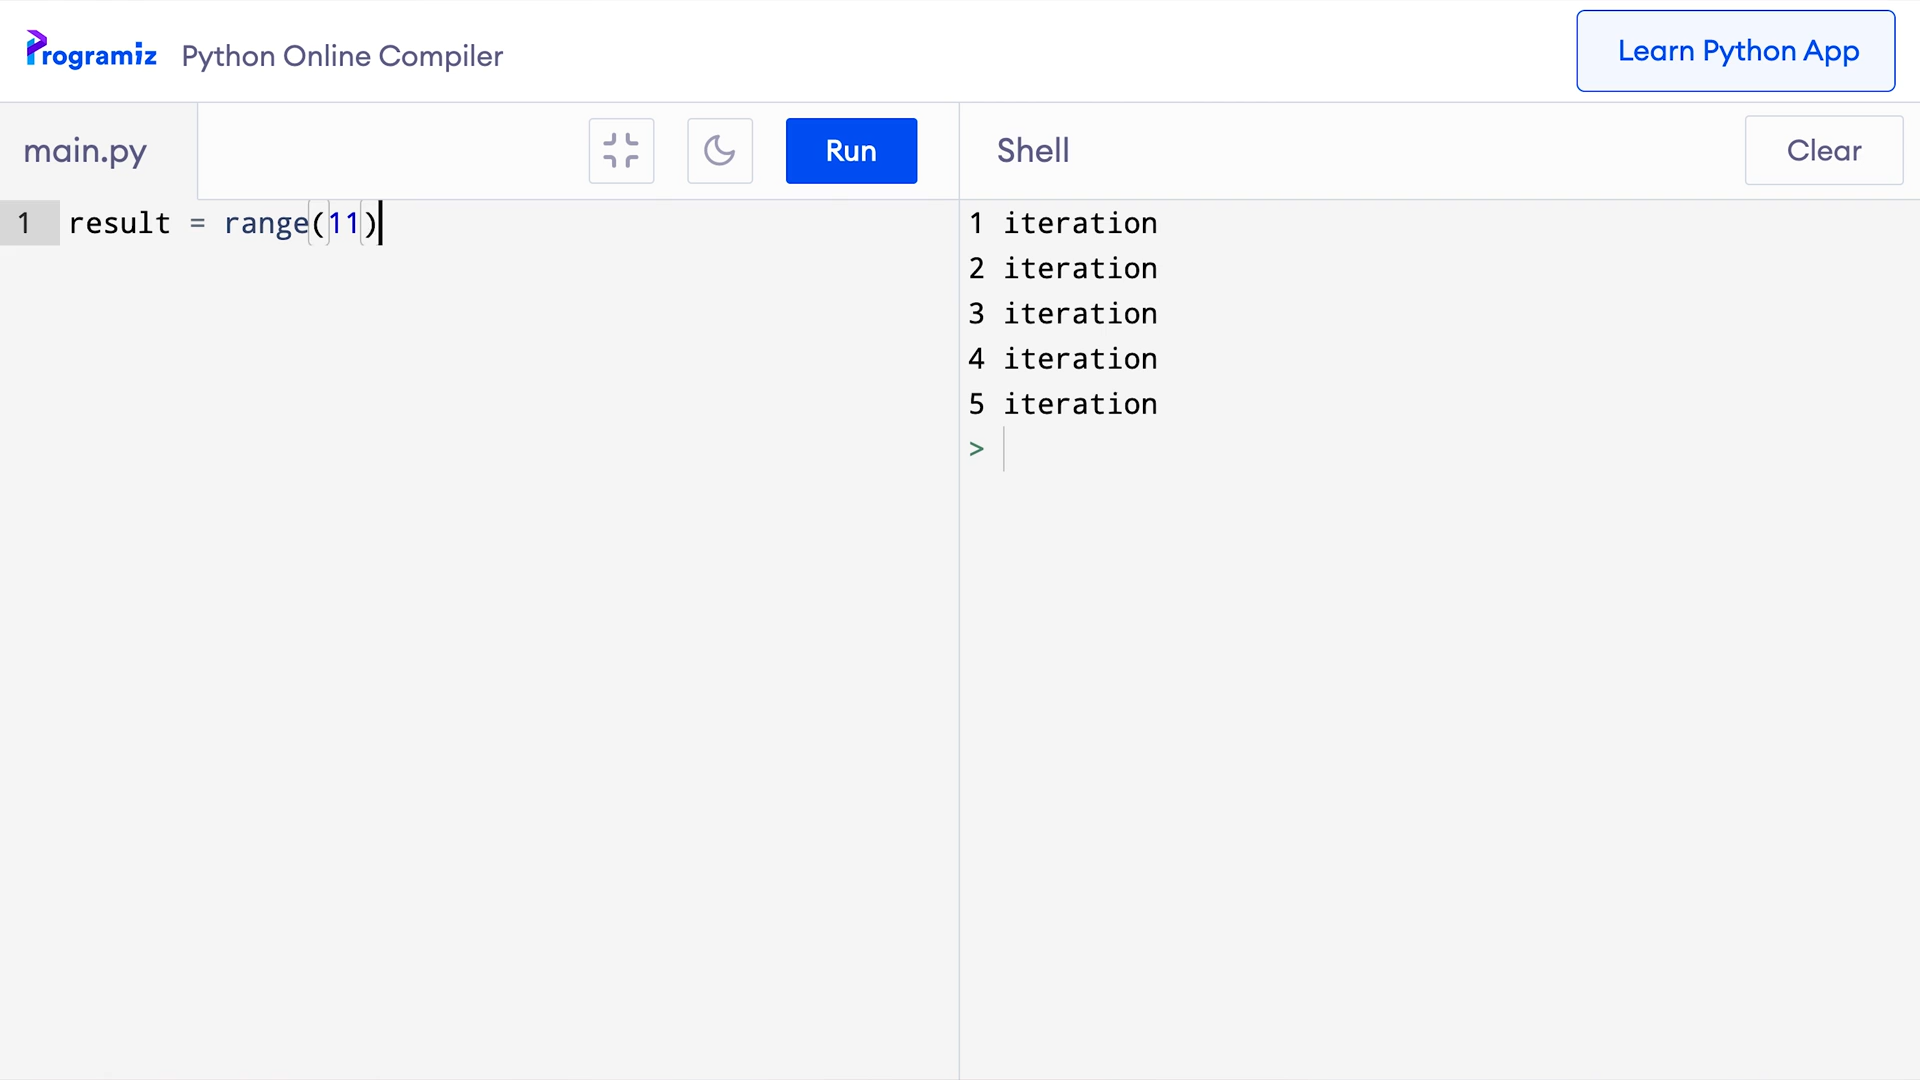 Programiz Python Online Compiler
Learn Python App
main.py
Run
Shell
Clear
1 result = range(11)
1 iteration
2 iteration
3 iteration
4 iteration
5 iteration
>